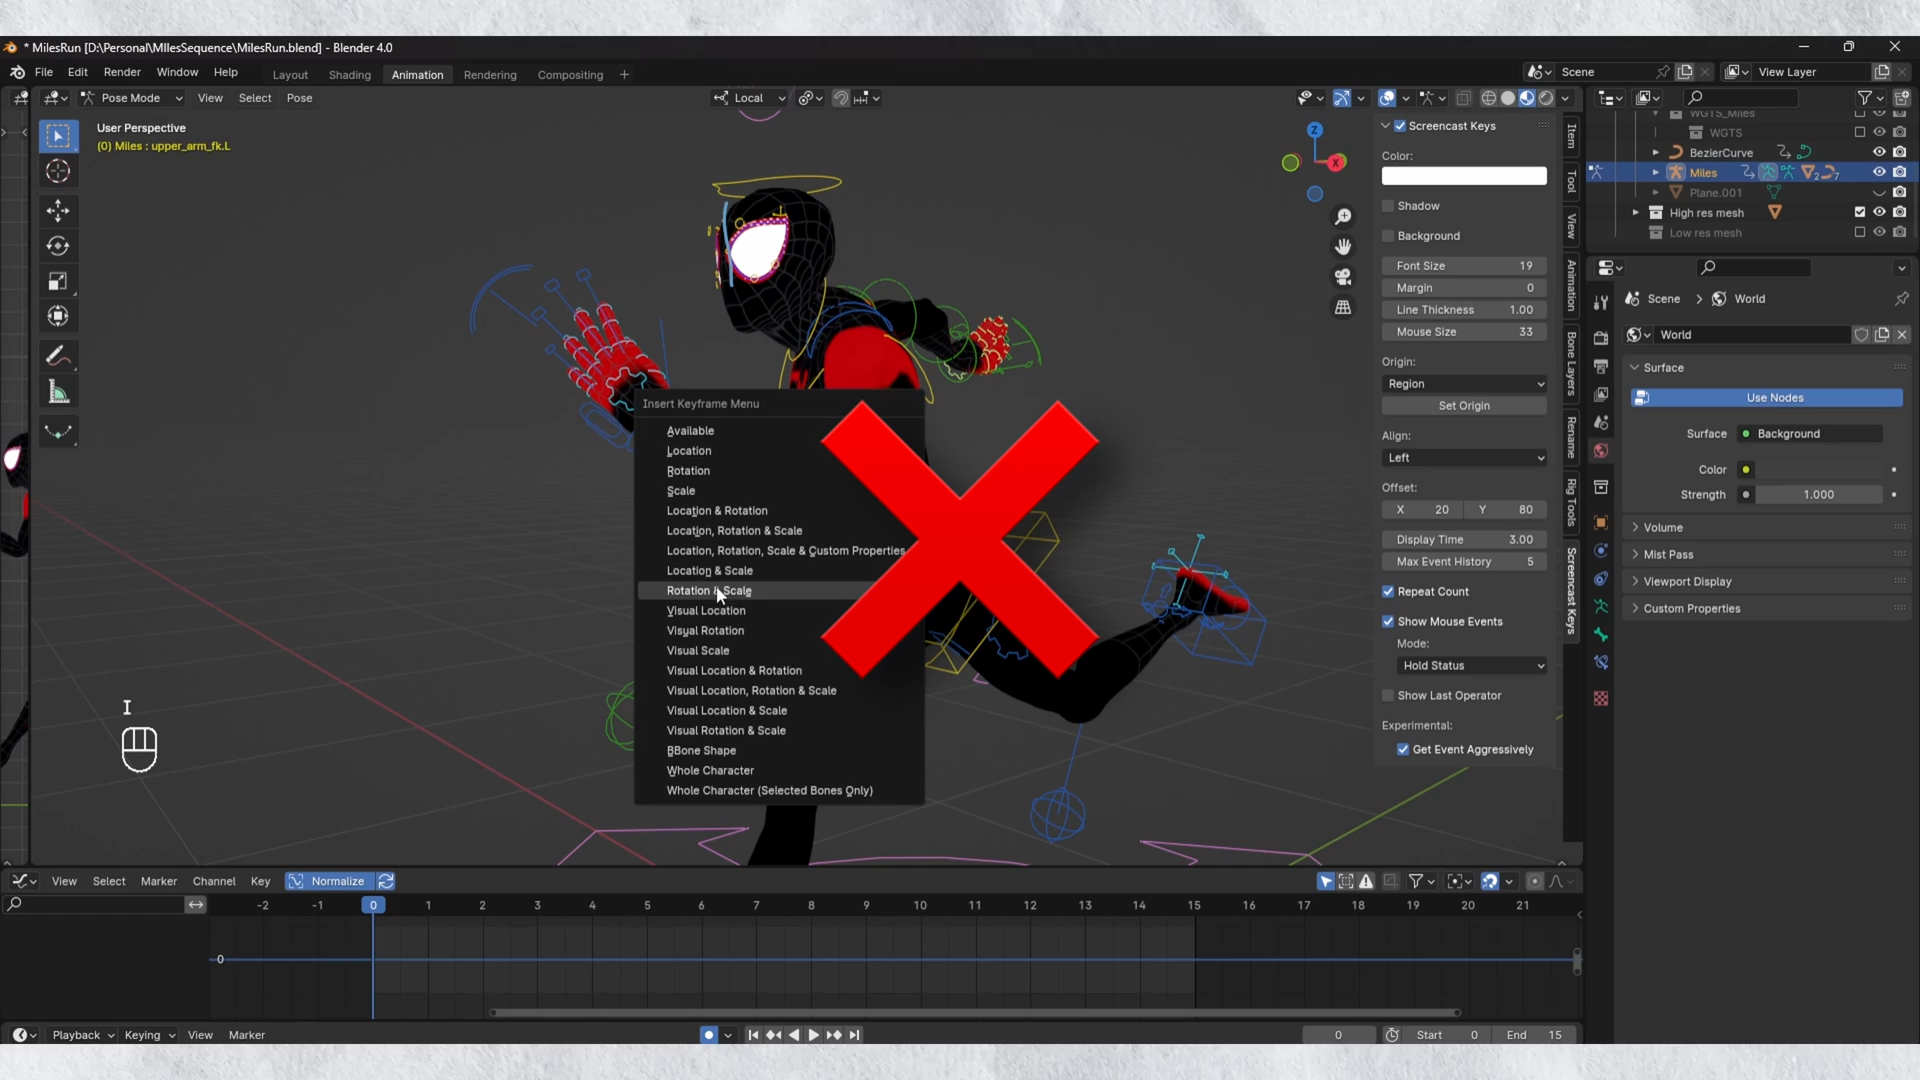 * MilesRun [D:\Personal\MIlesSequence\MilesRun.blend] - Blender 4.0
File Edit Render Window Help
Layout Shading Animation Rendering Compositing +
Scene
View Layer
Pose Mode View Select Pose
Local
User Perspective
(0) Miles : upper_arm_fk.L
Z
X
Insert Keyframe Menu
Available
Location
Rotation
Scale
Location & Rotation
Location, Rotation & Scale
Location, Rotation, Scale & Custom Properties
Location & Scale
Rotation & Scale
Visual Location
Visual Rotation
Visual Scale
Visual Location & Rotation
Visual Location, Rotation & Scale
Visual Location & Scale
Visual Rotation & Scale
BBone Shape
Whole Character
Whole Character (Selected Bones Only)
I
Screencast Keys
Color:
Shadow
Background
Font Size 19
Margin 0
Line Thickness 1.00
Mouse Size 33
Origin:
Region
Set Origin
Align:
Left
Offset:
X 20 Y 80
Display Time 3.00
Max Event History 5
Repeat Count
Show Mouse Events
Mode:
Hold Status
Show Last Operator
Experimental:
Get Event Aggressively
Item
Tool
View
Animation
Bone Layers
Rename
Rig Tools
Screencast Keys
WGTS_Miles
WGTS
BezierCurve
Miles 2 7
Plane.001
High res mesh
Low res mesh
Scene > World
World
Surface
Use Nodes
Surface Background
Color
Strength 1.000
Volume
Mist Pass
Viewport Display
Custom Properties
View Select Marker Channel Key Normalize
-2 -1 0 1 2 3 4 5 6 7 8 9 10 11 12 13 14 15 16 17 18 19 20 21
0
Playback Keying View Marker
0 Start 0 End 15